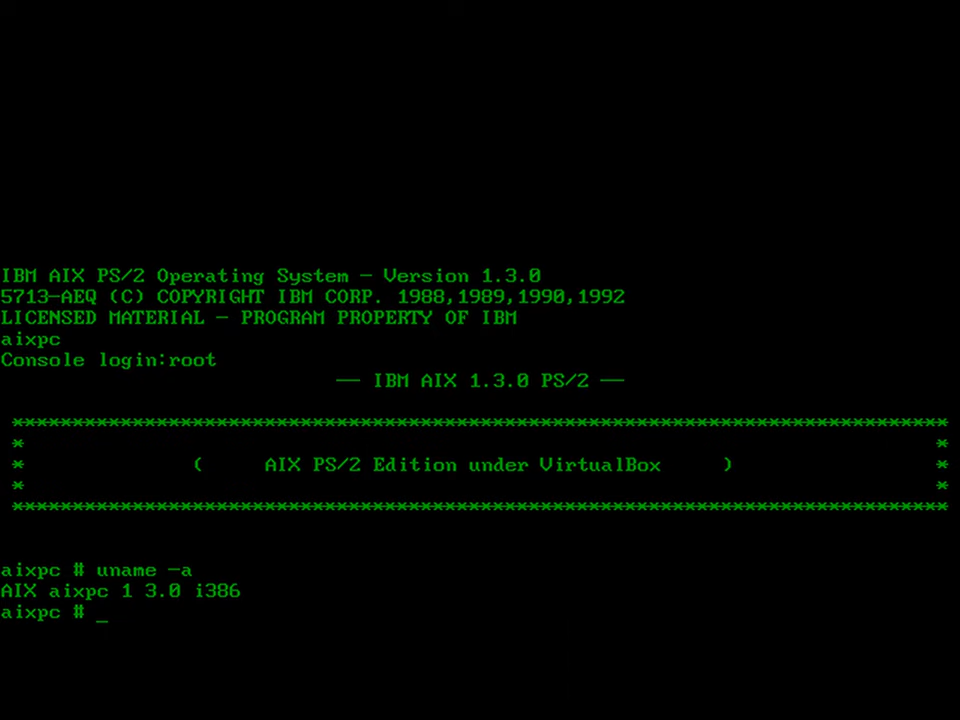 IBM AIX PS/2 Operating System - Version 1.3.0
5713-AEQ (C) COPYRIGHT IBM CORP. 1988,1989,1990,1992
LICENSED MATERIAL - PROGRAM PROPERTY OF IBM
aixpc
Console login:root
-- IBM AIX 1.3.0 PS/2 --
******************************************************************************
* *
* ( AIX PS/2 Edition under VirtualBox ) *
* *
******************************************************************************
aixpc # uname -a
AIX aixpc 1 3.0 i386
aixpc # _